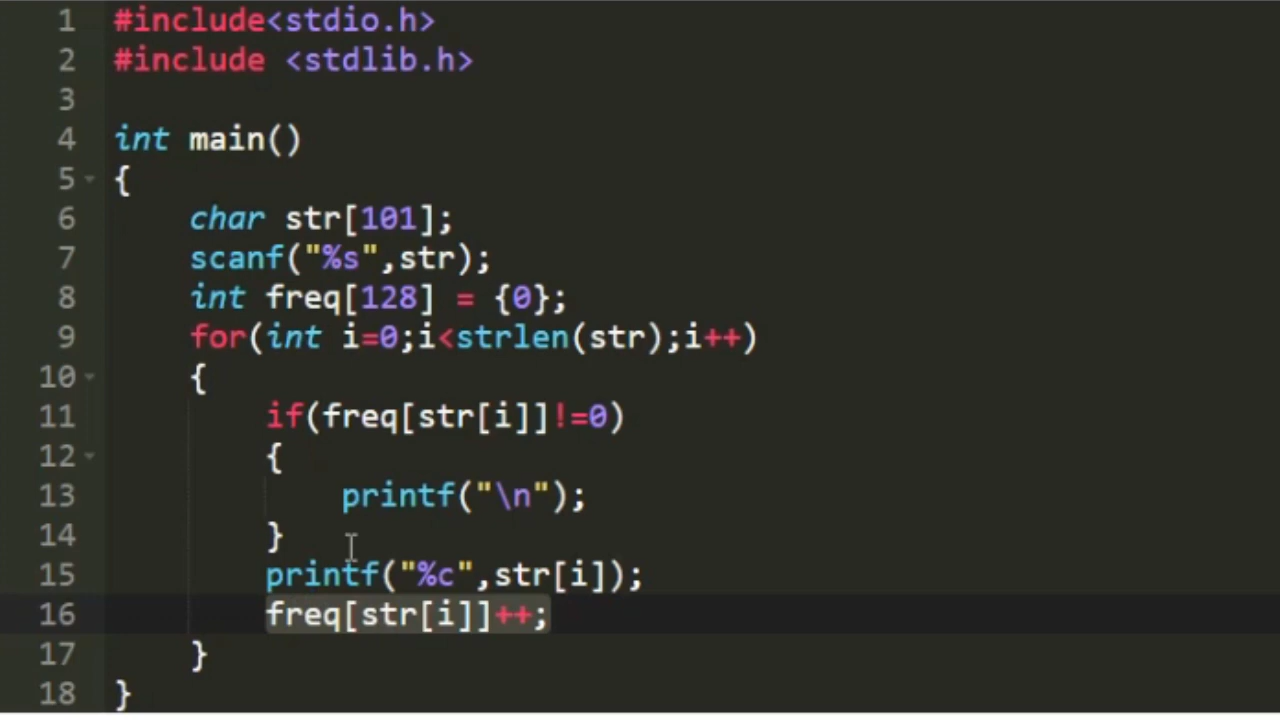 1 #include<stdio.h>
2 #include <stdlib.h>
3
4 int main()
5 {
6 char str[101];
7 scanf("%s",str);
8 int freq[128] = {0};
9 for(int i=0;i<strlen(str);i++)
10 {
11 if(freq[str[i]]!=0)
12 {
13 printf("\n");
14 }
15 printf("%c",str[i]);
16 freq[str[i]]++;
17 }
18 }